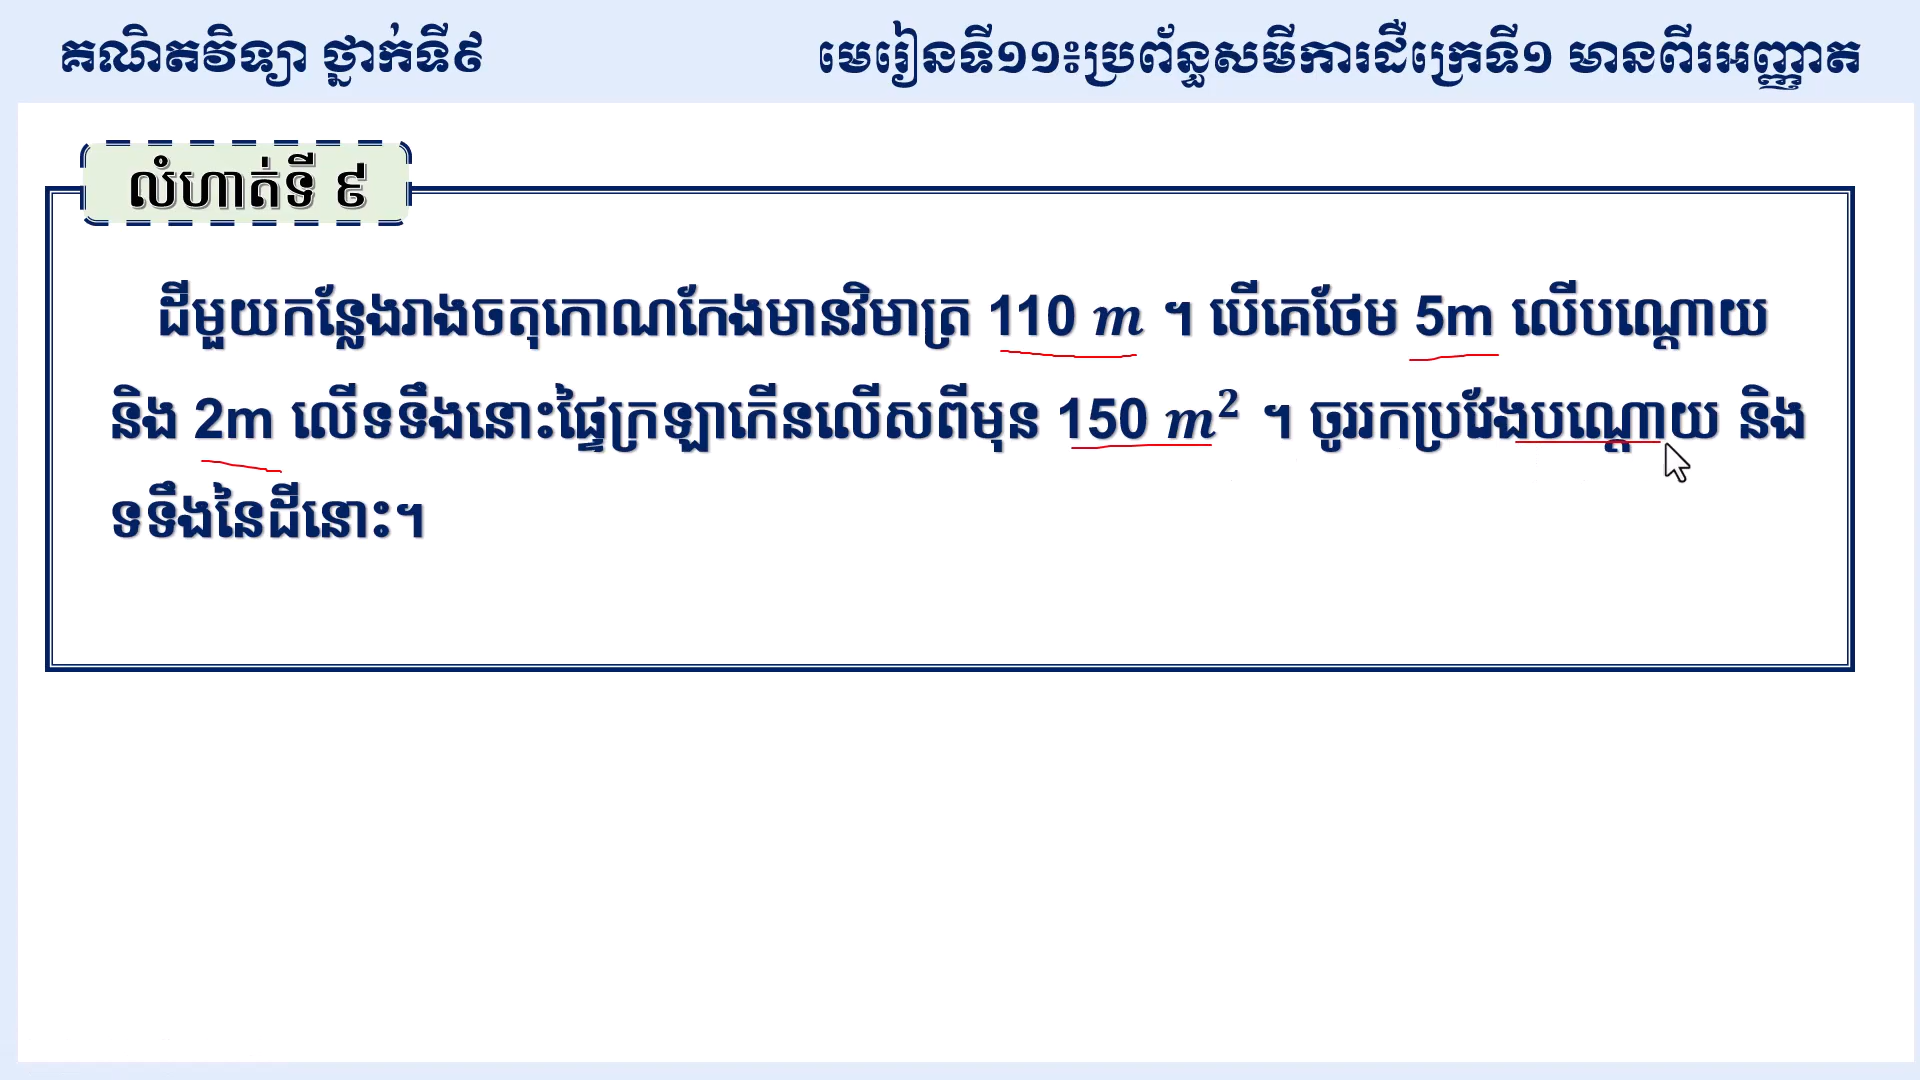 គណិតវិទ្យា ថ្នាក់ទី៩
មេរៀនទី១១៖ប្រព័ន្ធសមីការដឺក្រេទី១ មានពីរអញ្ញាត
លំហាត់ទី ៩
ដីមួយកន្លែងរាងចតុកោណកែងមានវិមាត្រ 110 m ។ បើគេថែម 5m លើបណ្ដោយ
និង 2m លើទទឹងនោះផ្ទៃក្រឡាកើនលើសពីមុន 150 m² ។ ចូររកប្រវែងបណ្ដោយ និង
ទទឹងនៃដីនោះ។